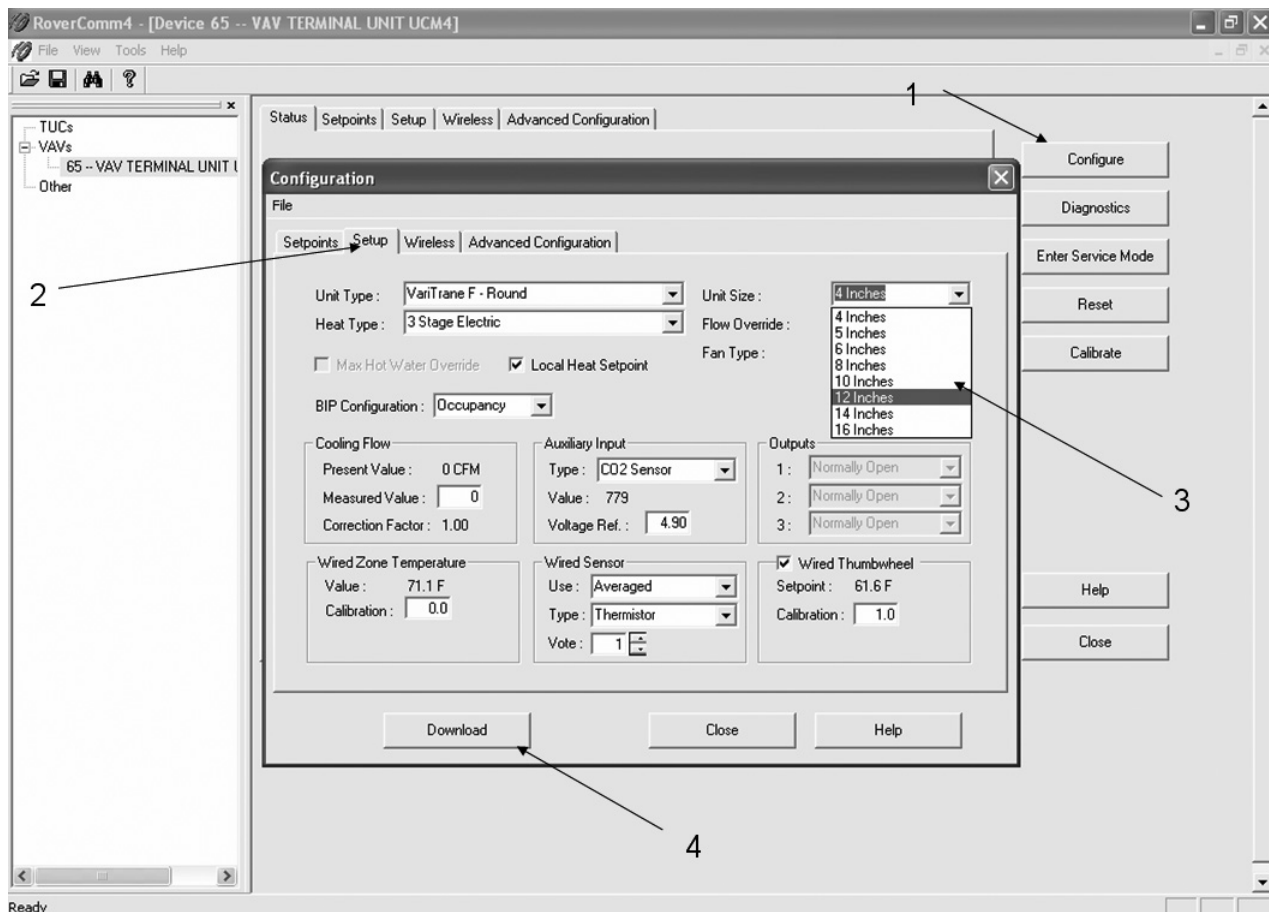 RoverComm4 - [Device 65 -- VAV TERMINAL UNIT UCM4]
File View Tools Help
TUCs
VAVs
65 -- VAV TERMINAL UNIT U
Other
Status Setpoints Setup Wireless Advanced Configuration
1
Configure
Diagnostics
Enter Service Mode
Reset
Calibrate
Help
Close
Configuration
File
Setpoints Setup Wireless Advanced Configuration
2
Unit Type : VariTrane F - Round
Unit Size : 4 Inches
Heat Type : 3 Stage Electric
Flow Override :
Fan Type :
4 Inches
5 Inches
6 Inches
8 Inches
10 Inches
12 Inches
14 Inches
16 Inches
3
Max Hot Water Override Local Heat Setpoint
BIP Configuration : Occupancy
Cooling Flow
Present Value : 0 CFM
Measured Value : 0
Correction Factor : 1.00
Auxiliary Input
Type : CO2 Sensor
Value : 779
Voltage Ref. : 4.90
Outputs
1 : Normally Open
2 : Normally Open
3 : Normally Open
Wired Zone Temperature
Value : 71.1 F
Calibration : 0.0
Wired Sensor
Use : Averaged
Type : Thermistor
Vote : 1
Wired Thumbwheel
Setpoint : 61.6 F
Calibration : 1.0
Download Close Help
4
Ready